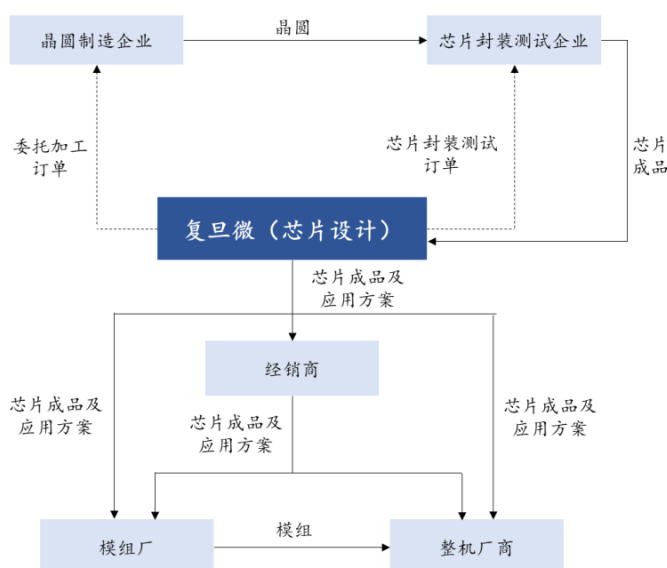 晶圆制造企业
晶圆
芯片封装测试企业
委托加工
订单
芯片封装测试
订单
芯片
成品
复旦微（芯片设计）
芯片成品及
应用方案
经销商
芯片成品及
应用方案
芯片成品及
应用方案
芯片成品及
应用方案
模组厂
模组
整机厂商